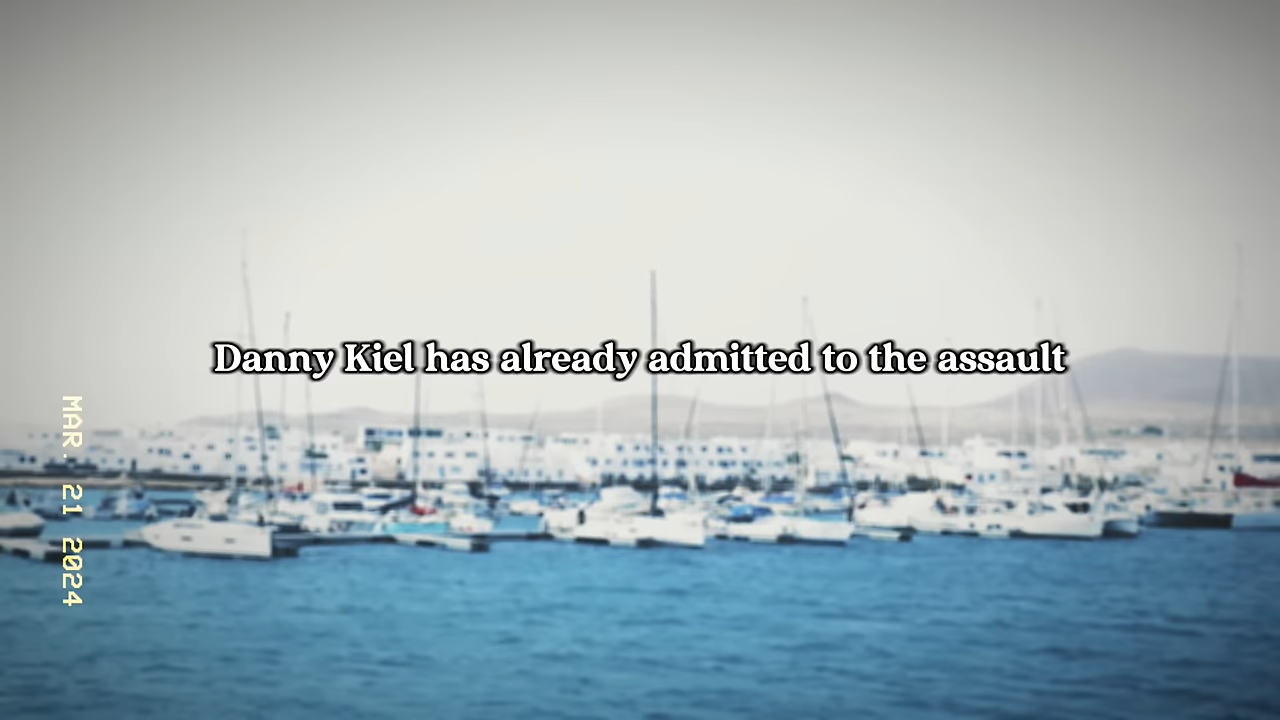 Danny Kiel has already admitted to the assault
MAR. 21 2024